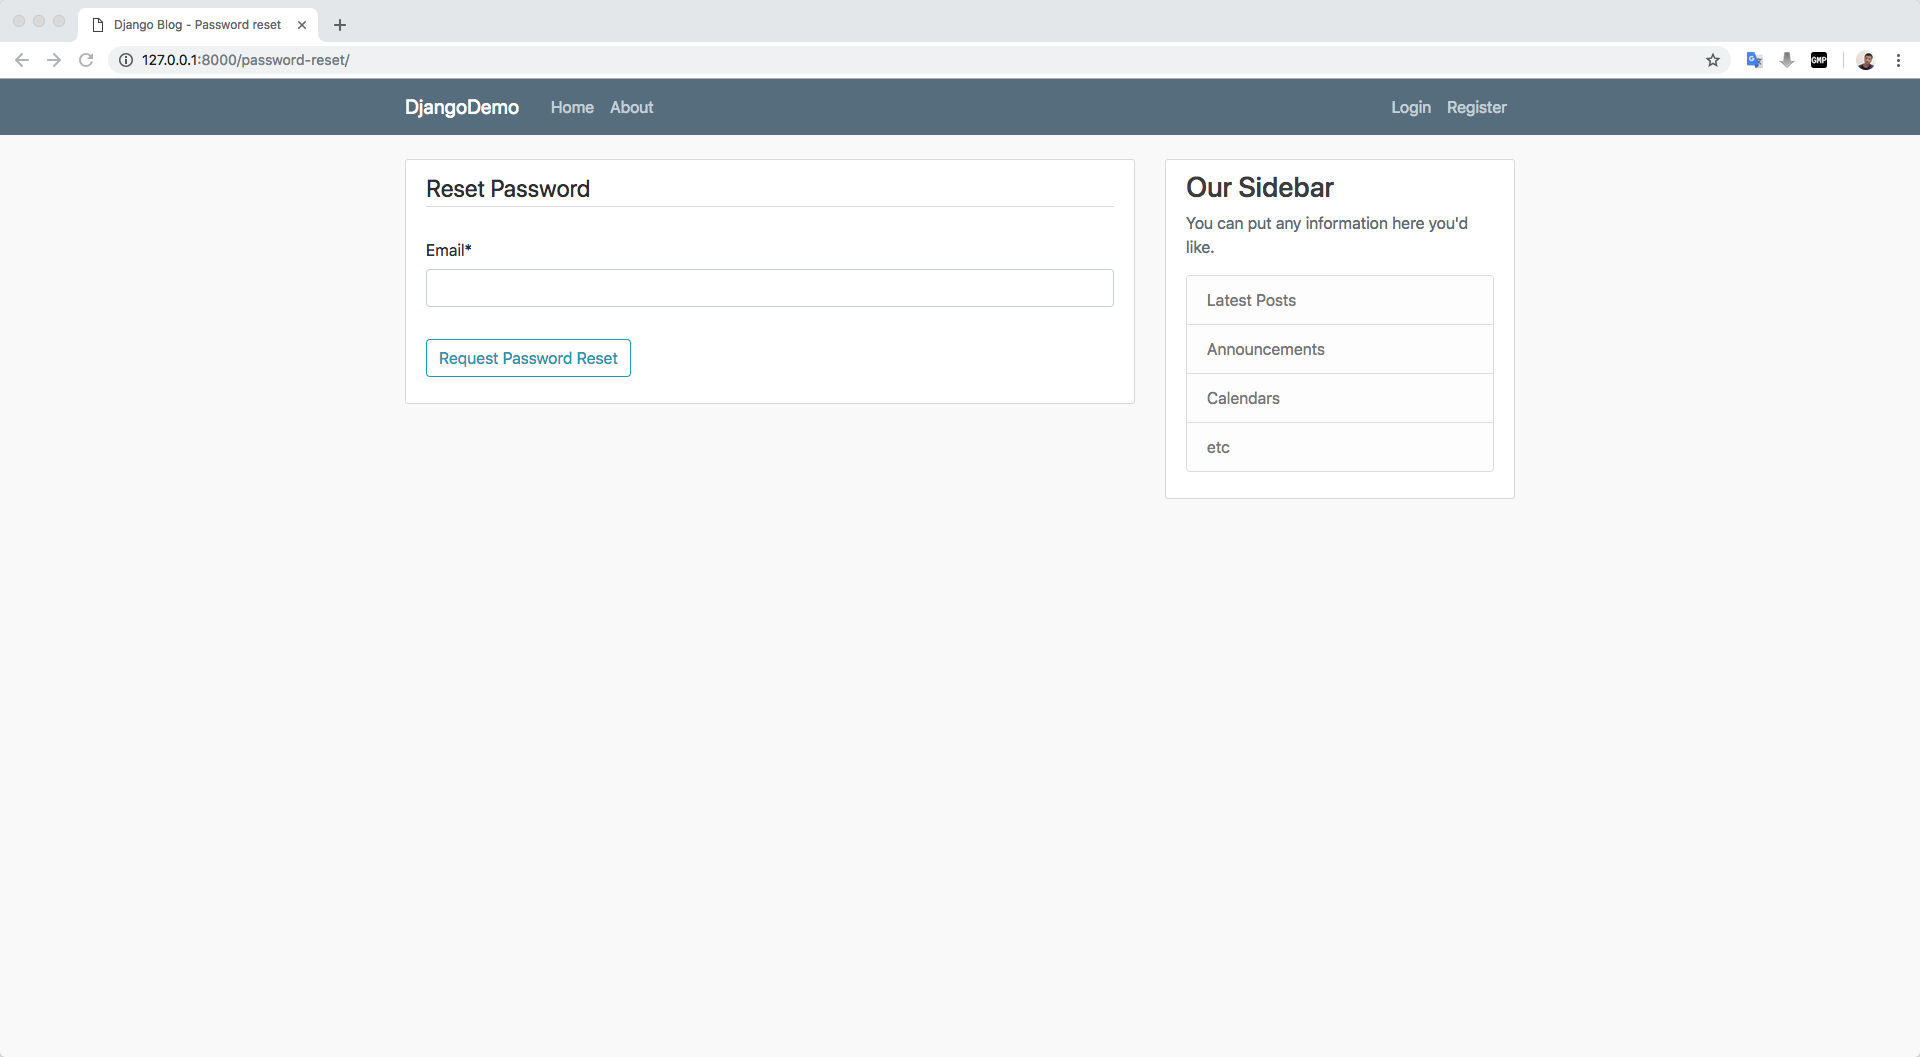 Django Blog - Password reset
127.0.0.1:8000/password-reset/
GMP
DjangoDemo Home About Login Register
Reset Password
Email*
Request Password Reset
Our Sidebar
You can put any information here you'd
like.
Latest Posts
Announcements
Calendars
etc